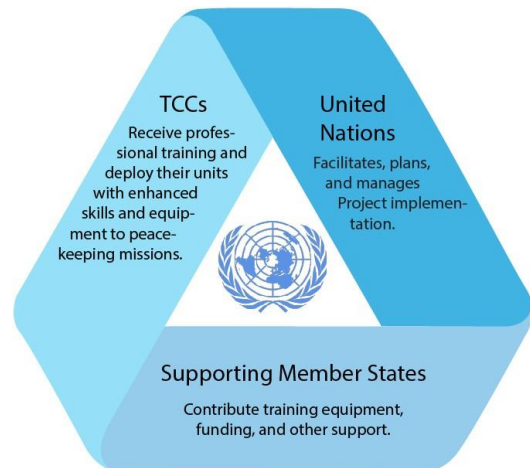 TCCs
Receive profes-
sional training and
deploy their units
with enhanced
skills and equip-
ment to peace-
keeping missions.
United
Nations
Facilitates, plans,
and manages
Project implemen-
tation.
Supporting Member States
Contribute training equipment,
funding, and other support.